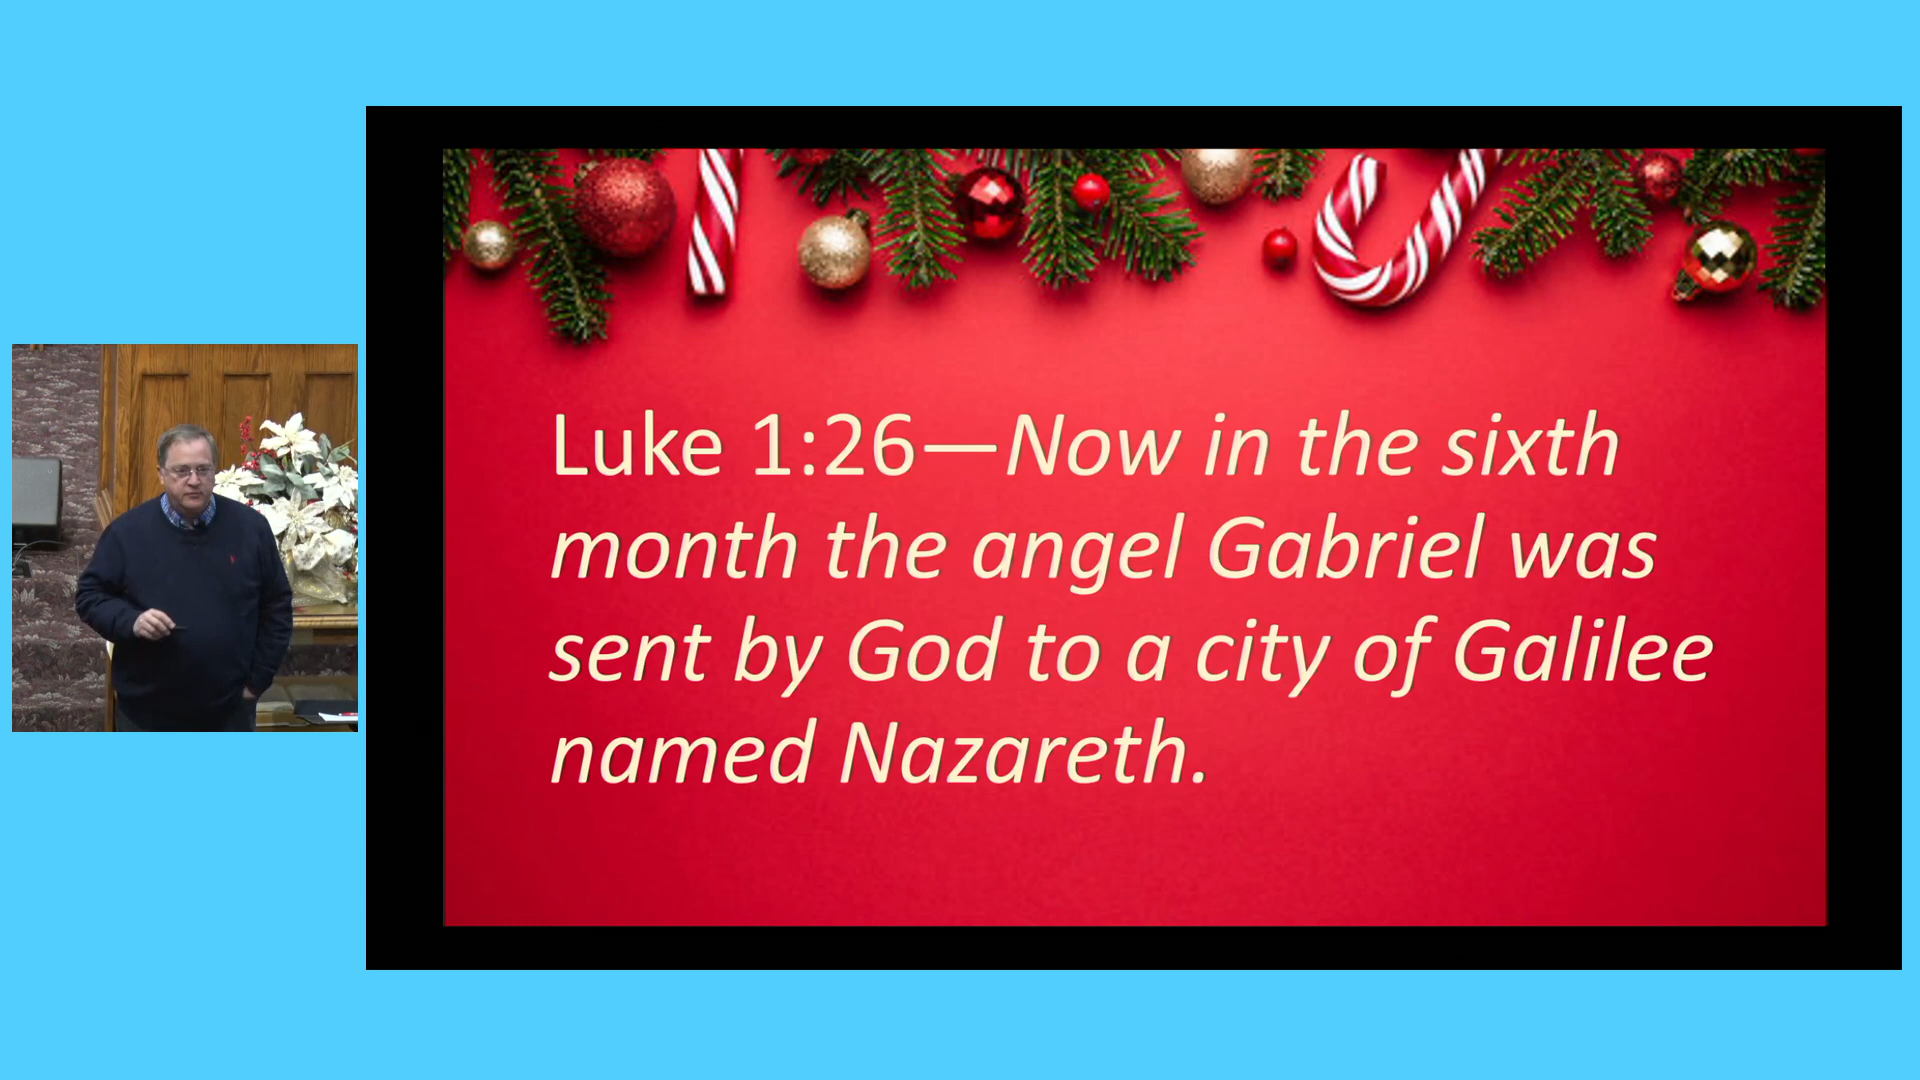 Luke 1:26—Now in the sixth
month the angel Gabriel was
sent by God to a city of Galilee
named Nazareth.